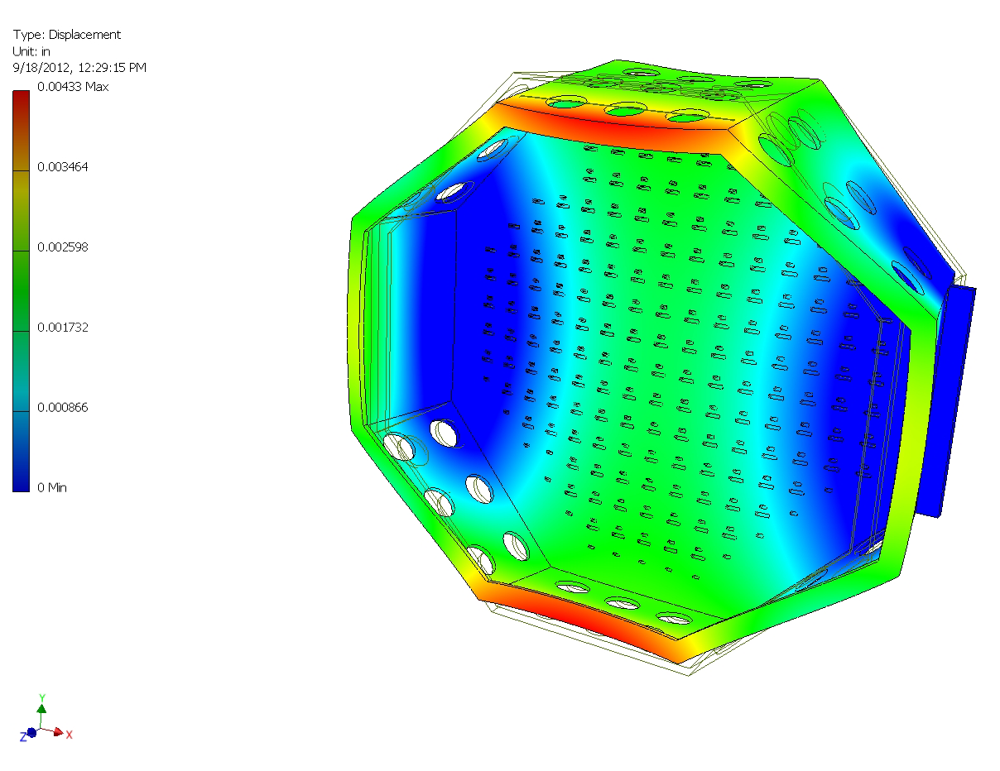 Type: Displacement
Unit: in
9/18/2012, 12:29:15 PM
0.00433 Max
0.003464
0.002598
0.001732
0.000866
0 Min
Y
Z
X